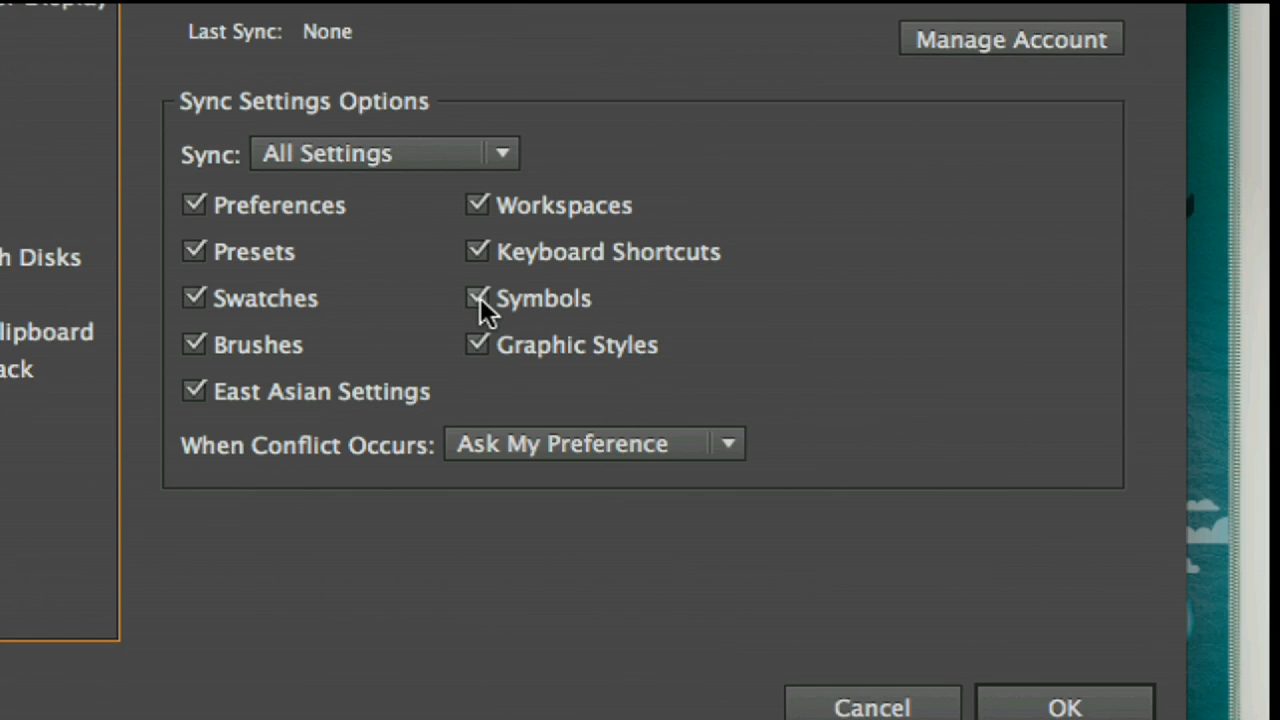 Last Sync: None
Manage Account
Sync Settings Options
Sync: All Settings
Preferences
Workspaces
Presets
Keyboard Shortcuts
h Disks
Swatches
Symbols
lipboard
Brushes
Graphic Styles
ack
East Asian Settings
When Conflict Occurs: Ask My Preference
Cancel
OK